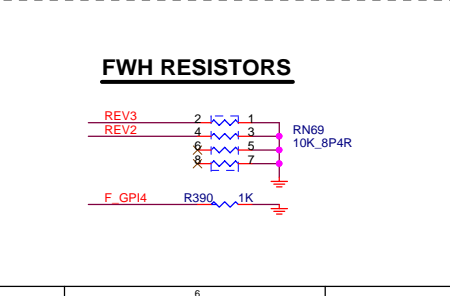 FWH RESISTORS
REV3 2 1
REV2 4 3 RN69
6 5 10K_8P4R
8 7
F_GPI4 R390 1K
6